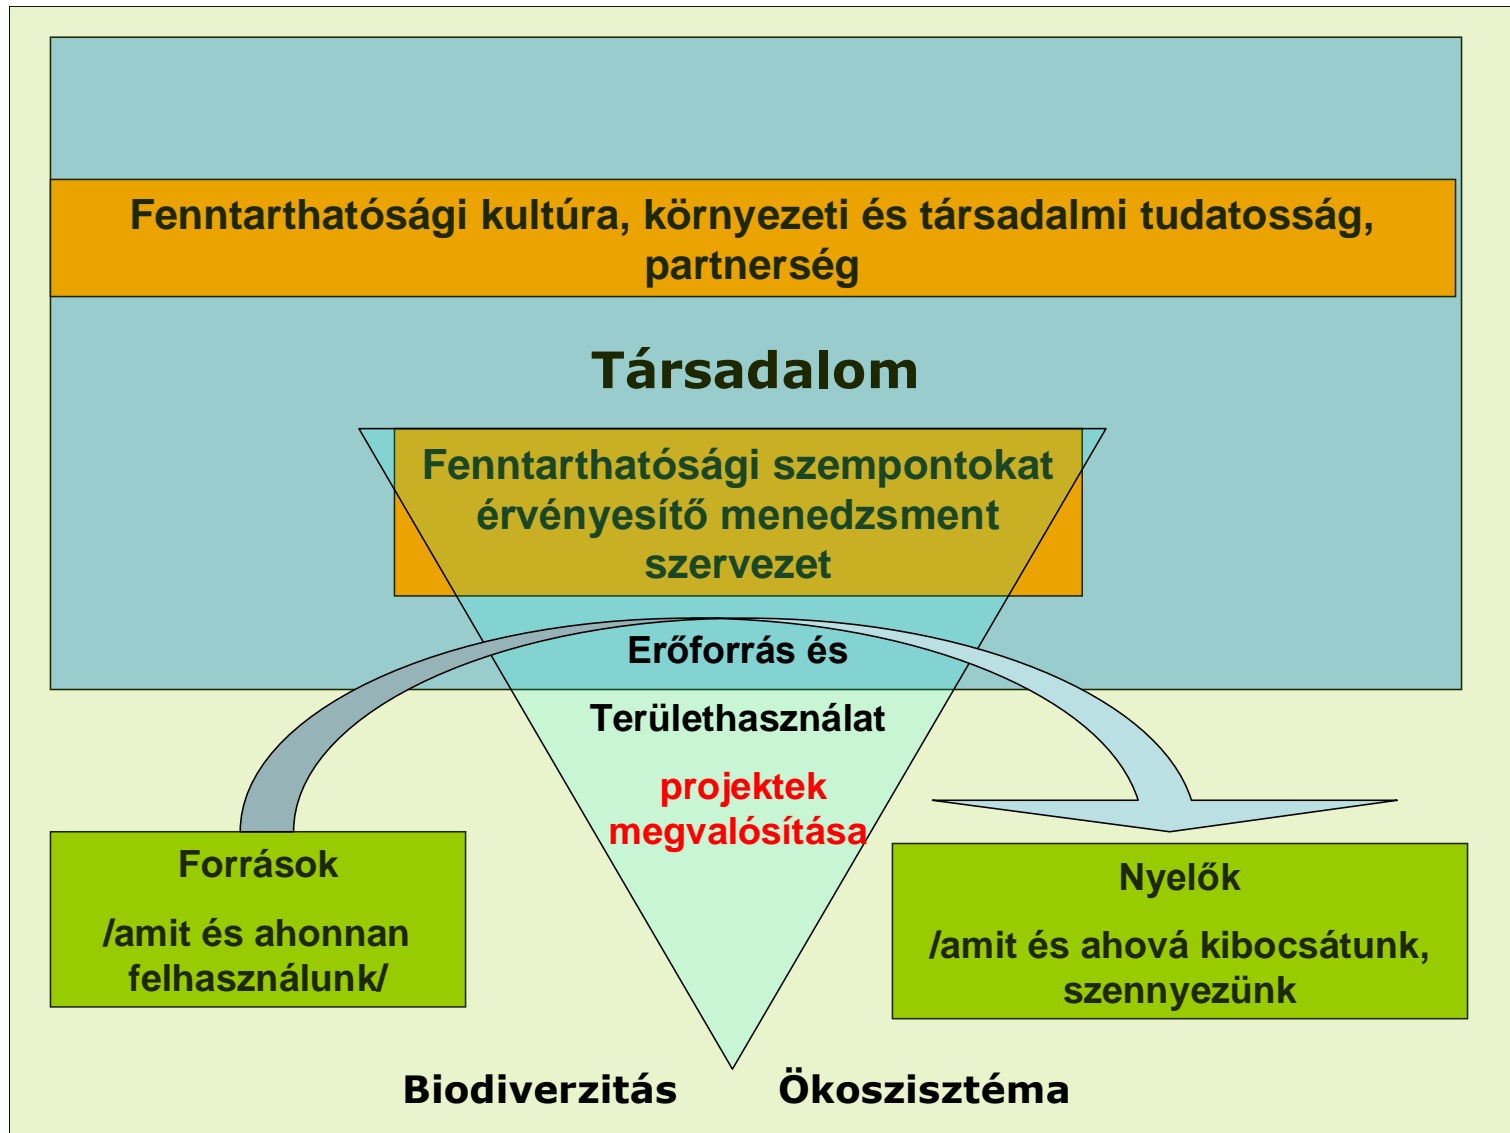 Fenntarthatósági kultúra, környezeti és társadalmi tudatosság,
partnerség
Társadalom
Fenntarthatósági szempontokat
érvényesítő menedzsment
szervezet
Erőforrás és
Területhasználat
projektek
megvalósítása
Források
/amit és ahonnan
felhasználunk/
Nyelők
/amit és ahová kibocsátunk,
szennyezünk
Biodiverzitás Ökoszisztéma